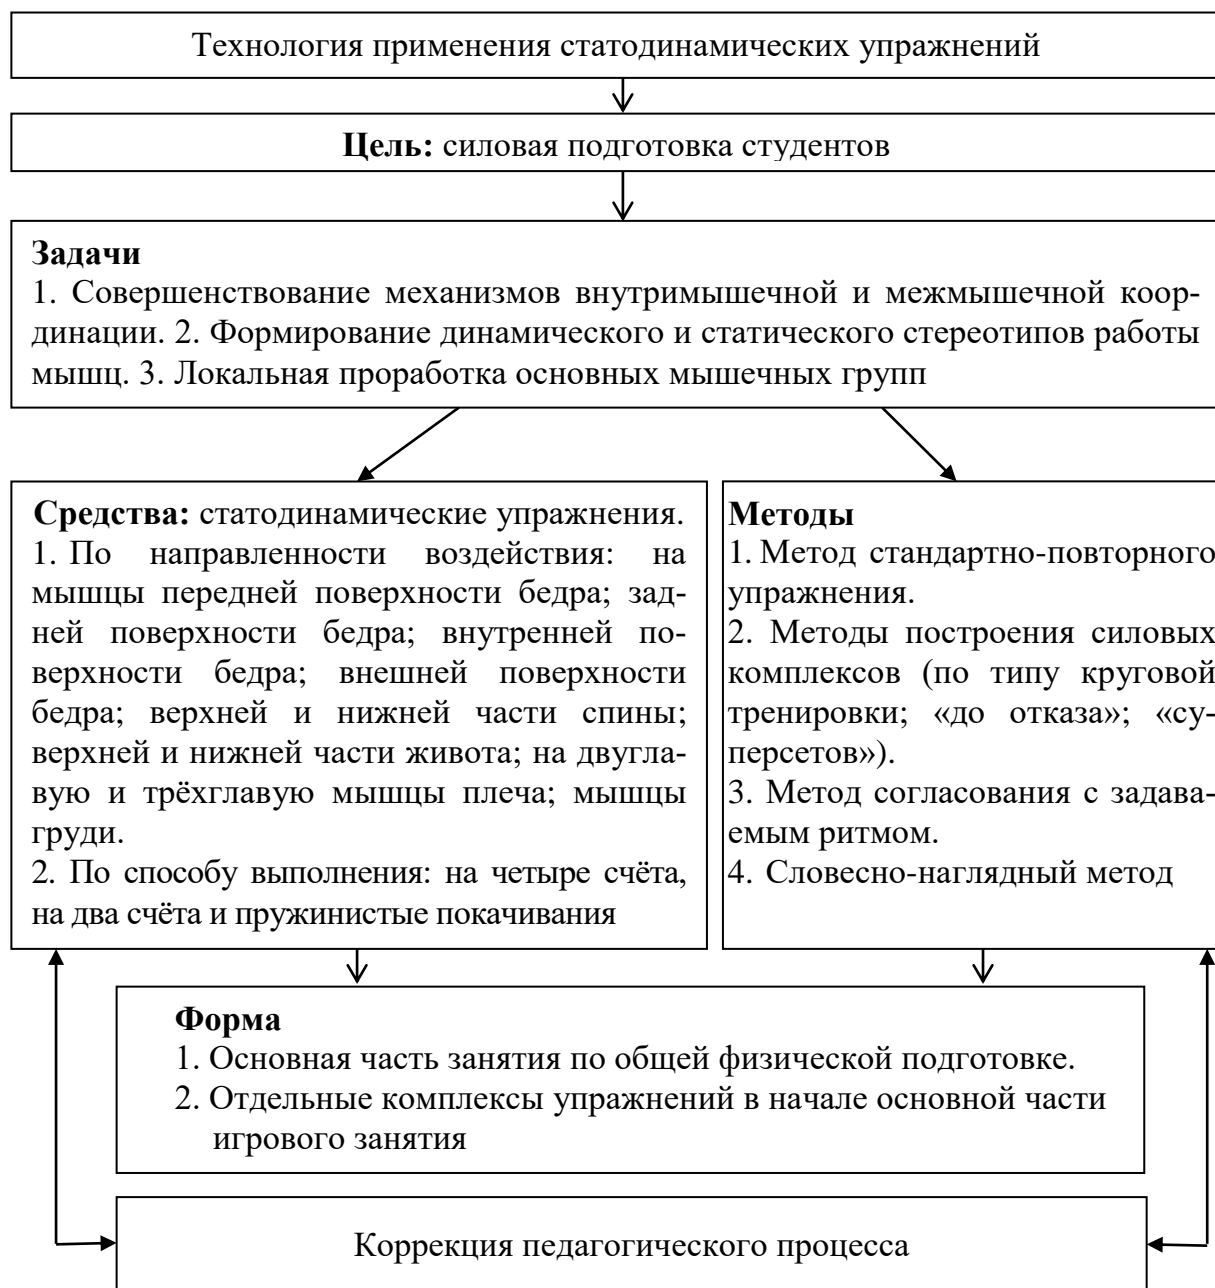 Технология применения статодинамических упражнений
Цель: силовая подготовка студентов
Задачи
1. Совершенствование механизмов внутримышечной и межмышечной коор-
динации. 2. Формирование динамического и статического стереотипов работы
мышц. 3. Локальная проработка основных мышечных групп
Средства: статодинамические упражнения.
1. По направленности воздействия: на
мышцы передней поверхности бедра; зад-
ней поверхности бедра; внутренней по-
верхности бедра; внешней поверхности
бедра; верхней и нижней части спины;
верхней и нижней части живота; на двугла-
вую и трёхглавую мышцы плеча; мышцы
груди.
2. По способу выполнения: на четыре счёта,
на два счёта и пружинистые покачивания
Методы
1. Метод стандартно-повторного
упражнения.
2. Методы построения силовых
комплексов (по типу круговой
тренировки; «до отказа»; «су-
персетов»).
3. Метод согласования с задава-
емым ритмом.
4. Словесно-наглядный метод
Форма
1. Основная часть занятия по общей физической подготовке.
2. Отдельные комплексы упражнений в начале основной части
игрового занятия
Коррекция педагогического процесса